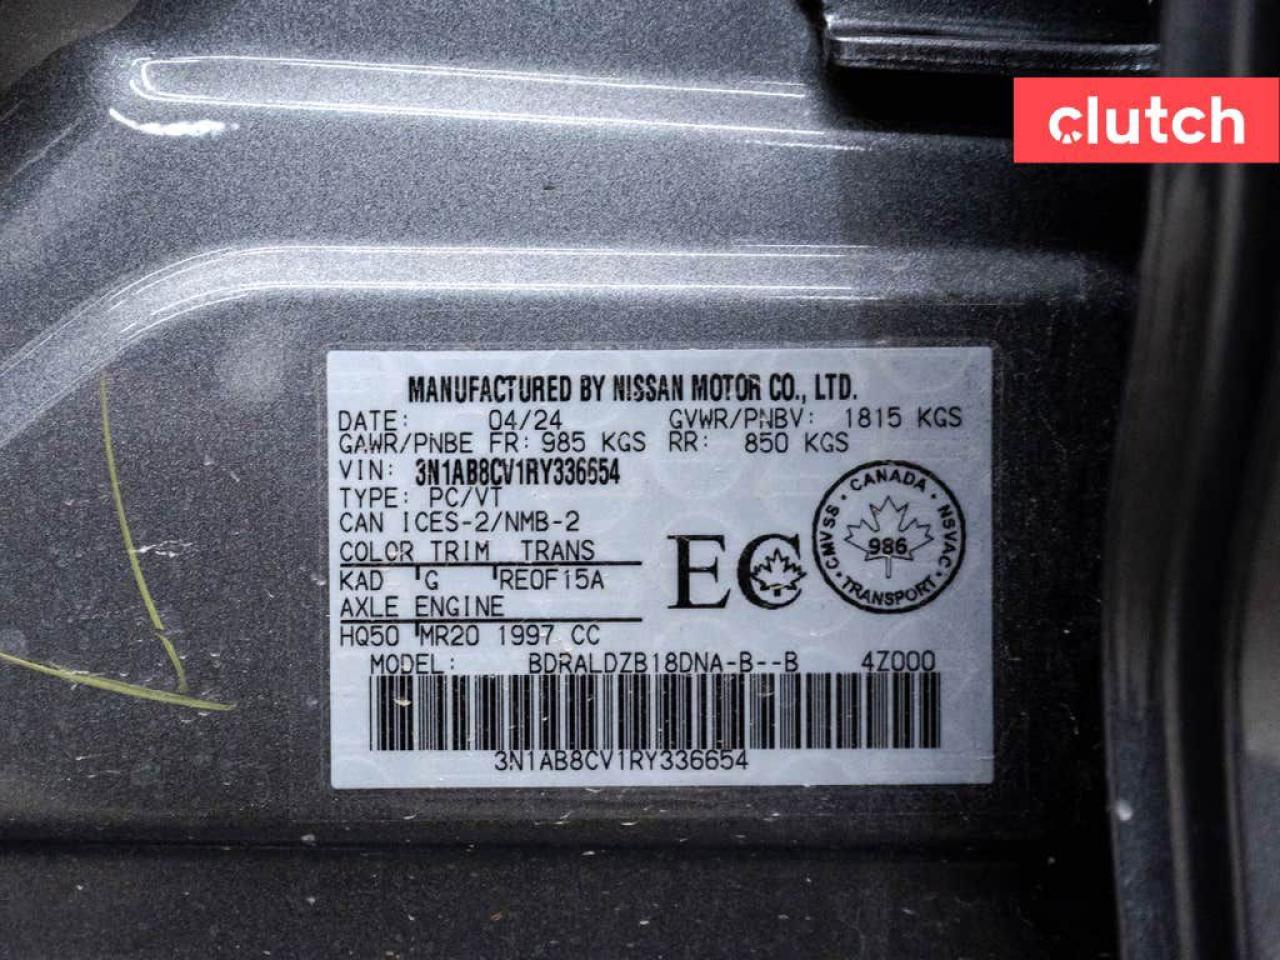 clutch
MANUFACTURED BY NISSAN MOTOR CO., LTD.
DATE: 04/24 GVWR/PNBV: 1815 KGS
GAWR/PNBE FR: 985 KGS RR: 850 KGS
VIN: 3N1AB8CV1RY336654
TYPE: PC/VT
CAN ICES-2/NMB-2
COLOR TRIM TRANS
KAD G RE0F15A
AXLE ENGINE
HQ50 MR20 1997 CC
EC
CANADA
CMVSS · NSVAC
986
TRANSPORT
MODEL: BDRALDZB18DNA-B--B 4Z000
3N1AB8CV1RY336654